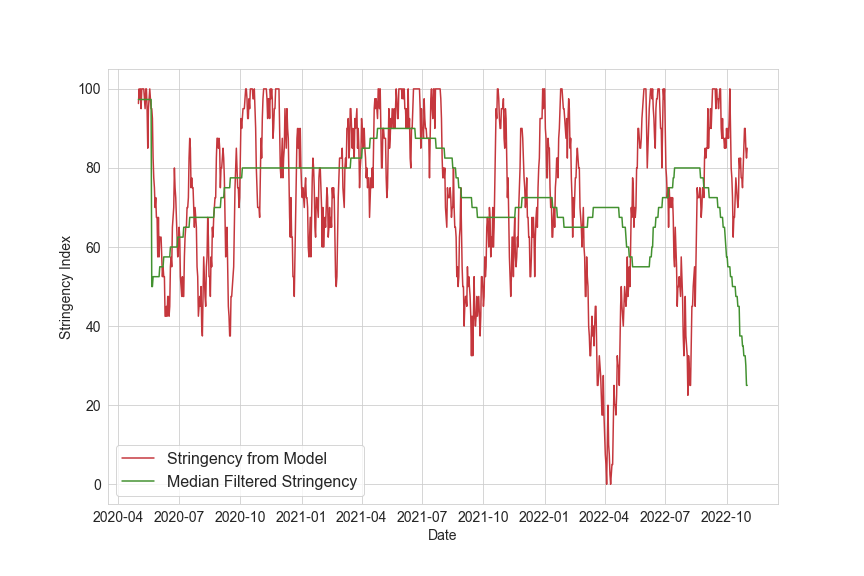 100
80
60
40
20
0
Stringency Index
Stringency from Model
Median Filtered Stringency
2020-04 2020-07 2020-10 2021-01 2021-04 2021-07 2021-10 2022-01 2022-04 2022-07 2022-10
Date